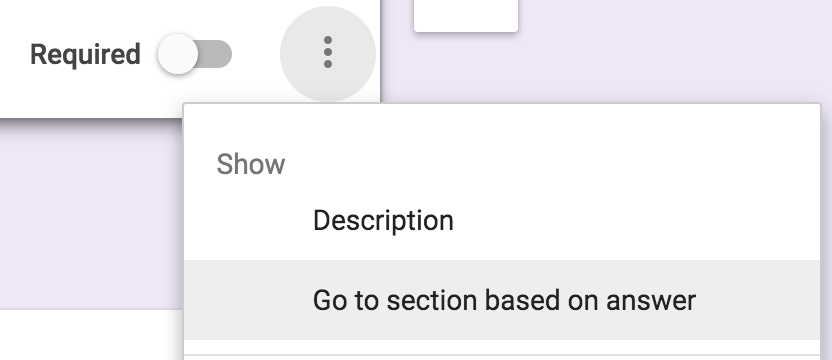 Required
Show
Description
Go to section based on answer